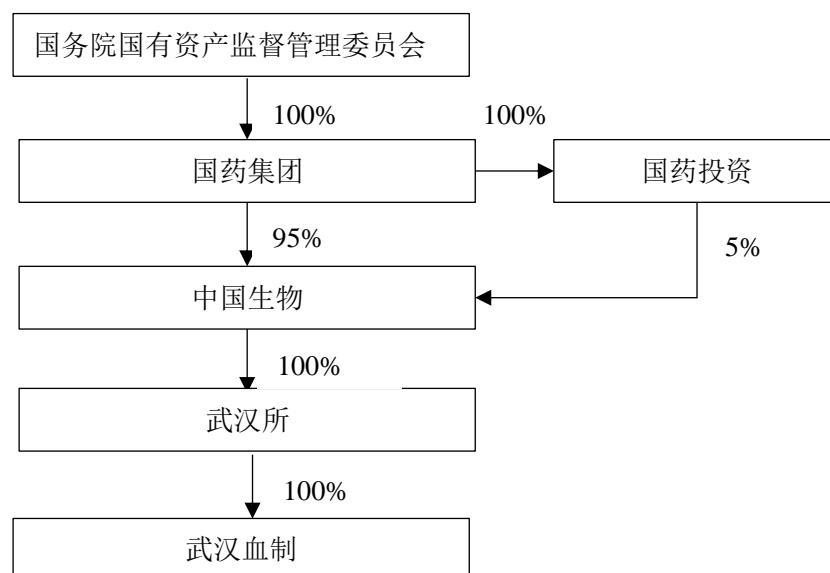 国务院国有资产监督管理委员会
100%
100%
国药集团
国药投资
95%
5%
中国生物
100%
武汉所
100%
武汉血制